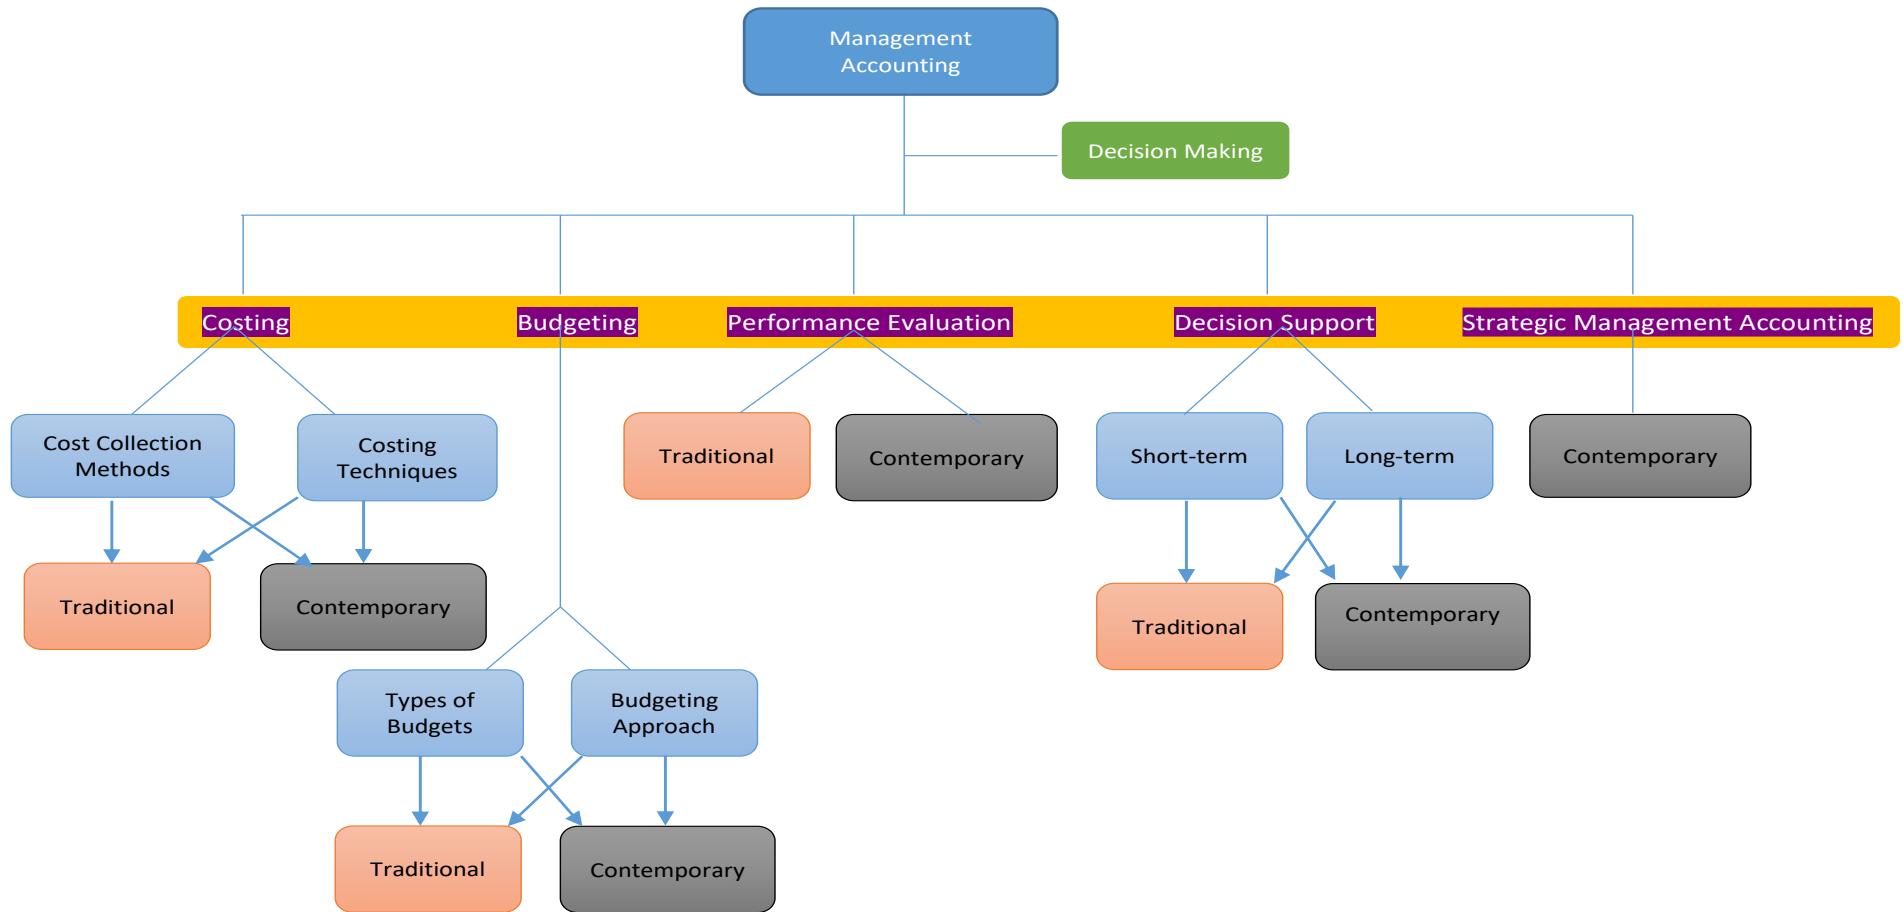 Management
Accounting
Decision Making
Costing
Budgeting
Performance Evaluation
Decision Support
Strategic Management Accounting
Cost Collection
Methods
Costing
Techniques
Traditional
Contemporary
Short-term
Long-term
Contemporary
Traditional
Contemporary
Traditional
Contemporary
Types of
Budgets
Budgeting
Approach
Traditional
Contemporary